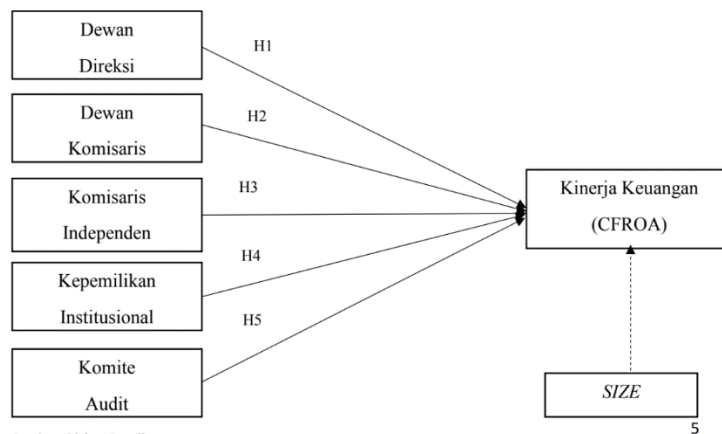 Dewan
Direksi
H1
Dewan
Komisaris
H2
Komisaris
Independen
H3
Kepemilikan
Institusional
H4
Komite
Audit
H5
Kinerja Keuangan
(CFROA)
SIZE
5